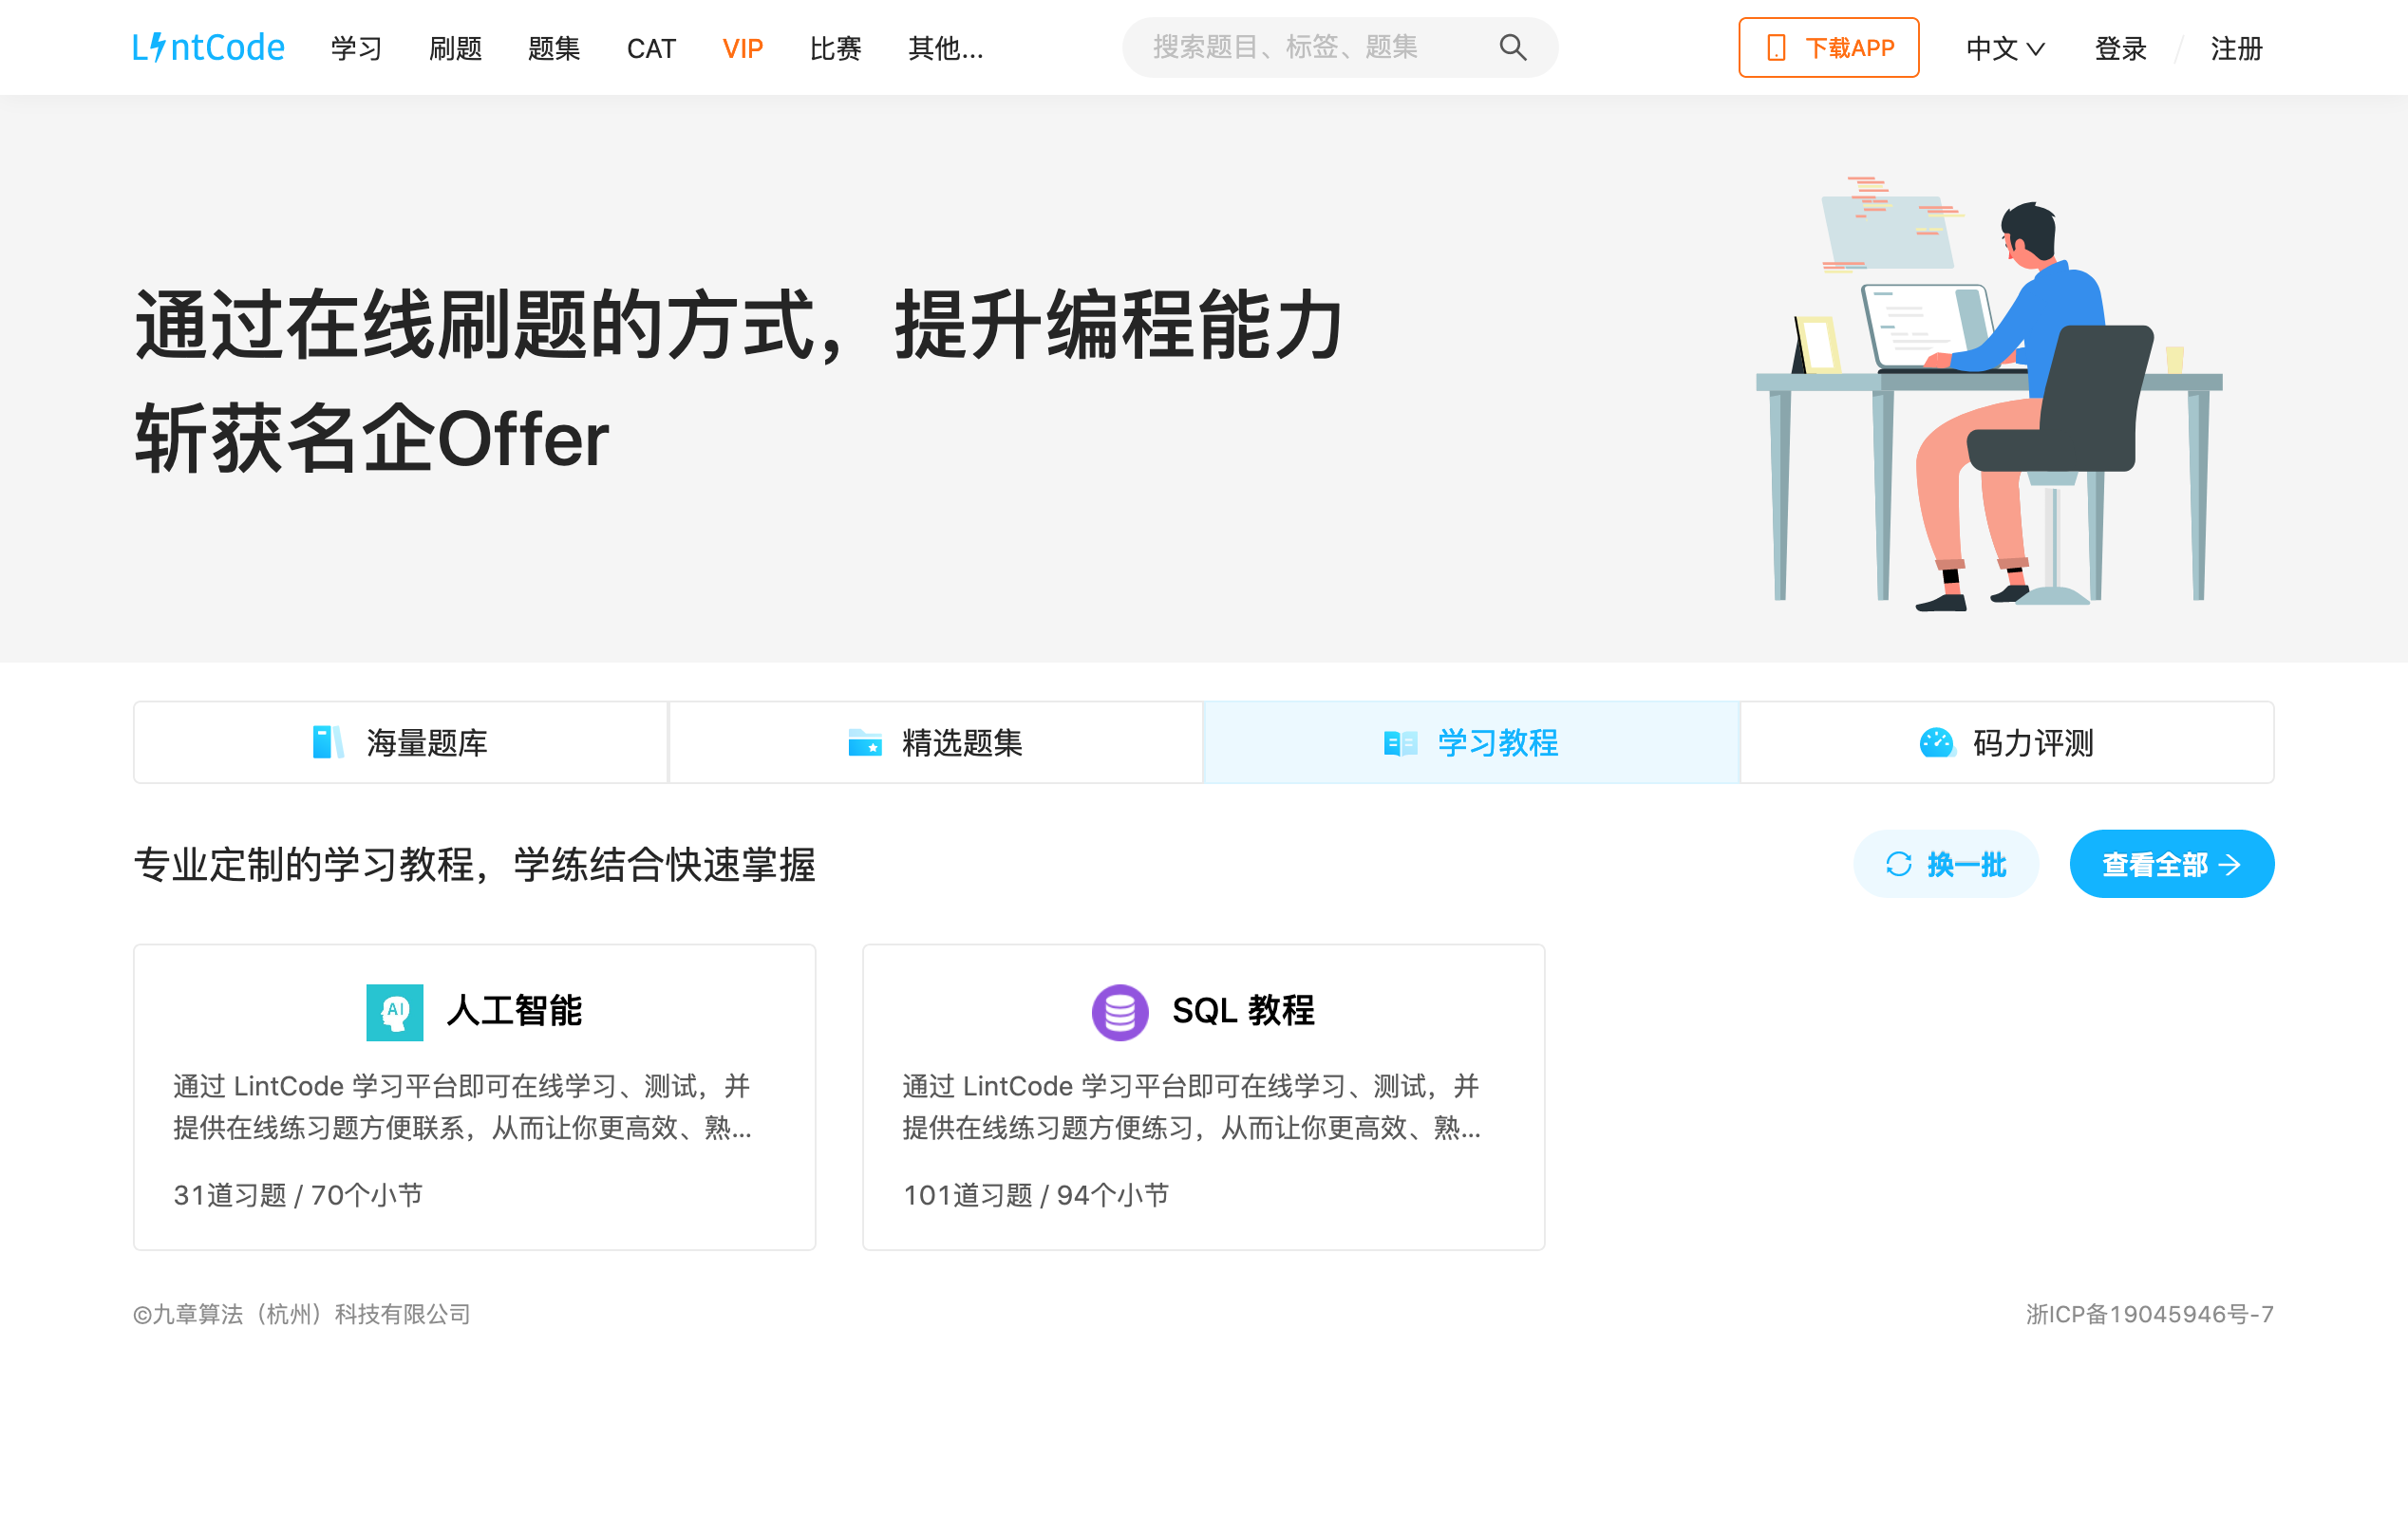 LintCode 学习 刷题 题集 CAT VIP 比赛 其他... 搜索题目、标签、题集 下载APP 中文 登录 / 注册
通过在线刷题的方式，提升编程能力
斩获名企Offer
海量题库 精选题集 学习教程 码力评测
专业定制的学习教程，学练结合快速掌握 换一批 查看全部
AI 人工智能
通过 LintCode 学习平台即可在线学习、测试，并
提供在线练习题方便联系，从而让你更高效、熟...
31道习题 / 70个小节
SQL 教程
通过 LintCode 学习平台即可在线学习、测试，并
提供在线练习题方便练习，从而让你更高效、熟...
101道习题 / 94个小节
©九章算法（杭州）科技有限公司 浙ICP备19045946号-7